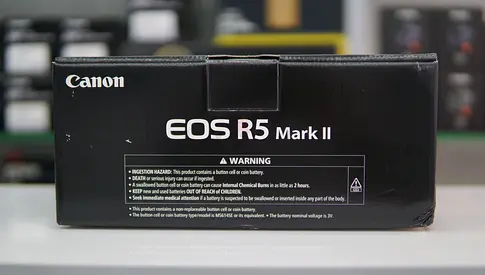 Canon
EOS R5 Mark II
⚠ WARNING
• INGESTION HAZARD: This product contains a button cell or coin battery.
• DEATH or serious injury can occur if ingested.
• A swallowed button cell or coin battery can cause Internal Chemical Burns in as little as 2 hours.
• KEEP new and used batteries OUT OF REACH of CHILDREN.
• Seek immediate medical attention if a battery is suspected to be swallowed or inserted inside any part of the body.
• This product contains a non-replaceable button cell or coin battery.
• The button cell or coin battery type/model is MS614SE or its equivalent. • The battery nominal voltage is 3V.